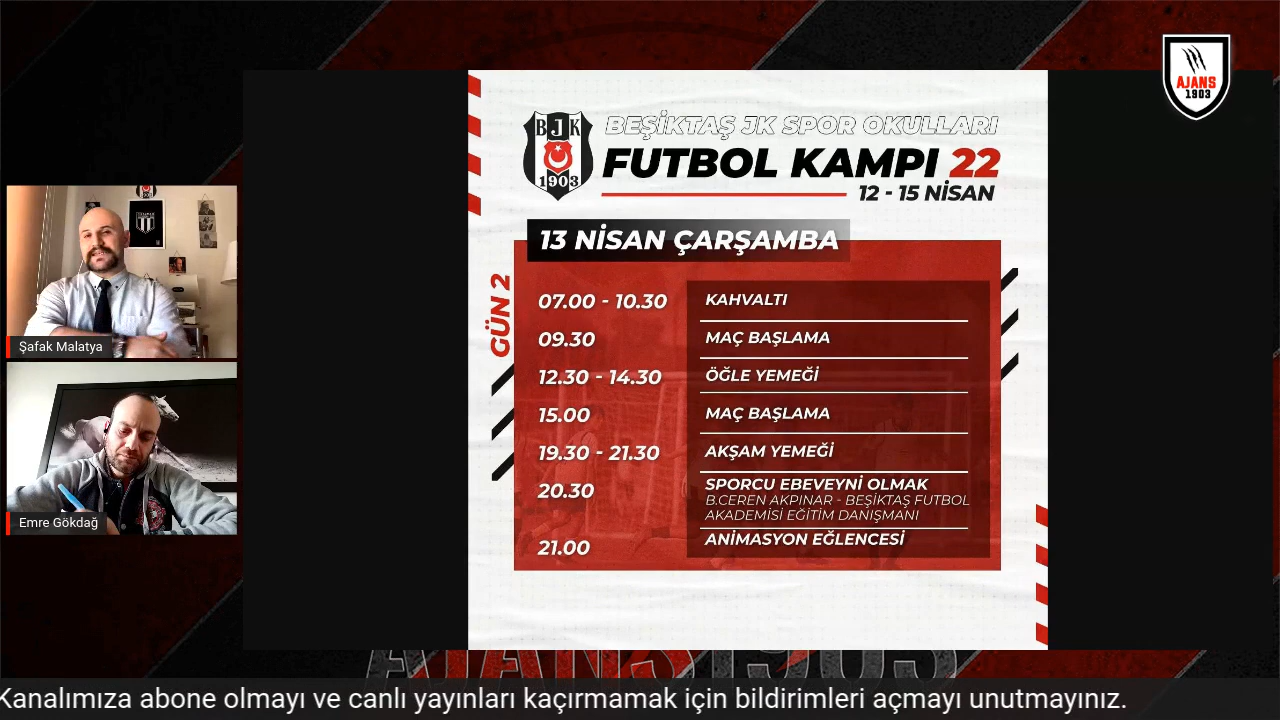 AJANS
1903
BJK
1903
BEŞİKTAŞ JK SPOR OKULLARI
FUTBOL KAMPI 22
12 - 15 NİSAN
13 NİSAN ÇARŞAMBA
GÜN 2
07.00 - 10.30 KAHVALTI
09.30 MAÇ BAŞLAMA
12.30 - 14.30 ÖĞLE YEMEĞİ
15.00 MAÇ BAŞLAMA
19.30 - 21.30 AKŞAM YEMEĞİ
20.30 SPORCU EBEVEYNİ OLMAK
B.CEREN AKPINAR - BEŞİKTAŞ FUTBOL
AKADEMİSİ EĞİTİM DANIŞMANI
21.00 ANİMASYON EĞLENCESİ
Şafak Malatya
Emre Gökdağ
AJANS1903
Kanalımıza abone olmayı ve canlı yayınları kaçırmamak için bildirimleri açmayı unutmayınız.